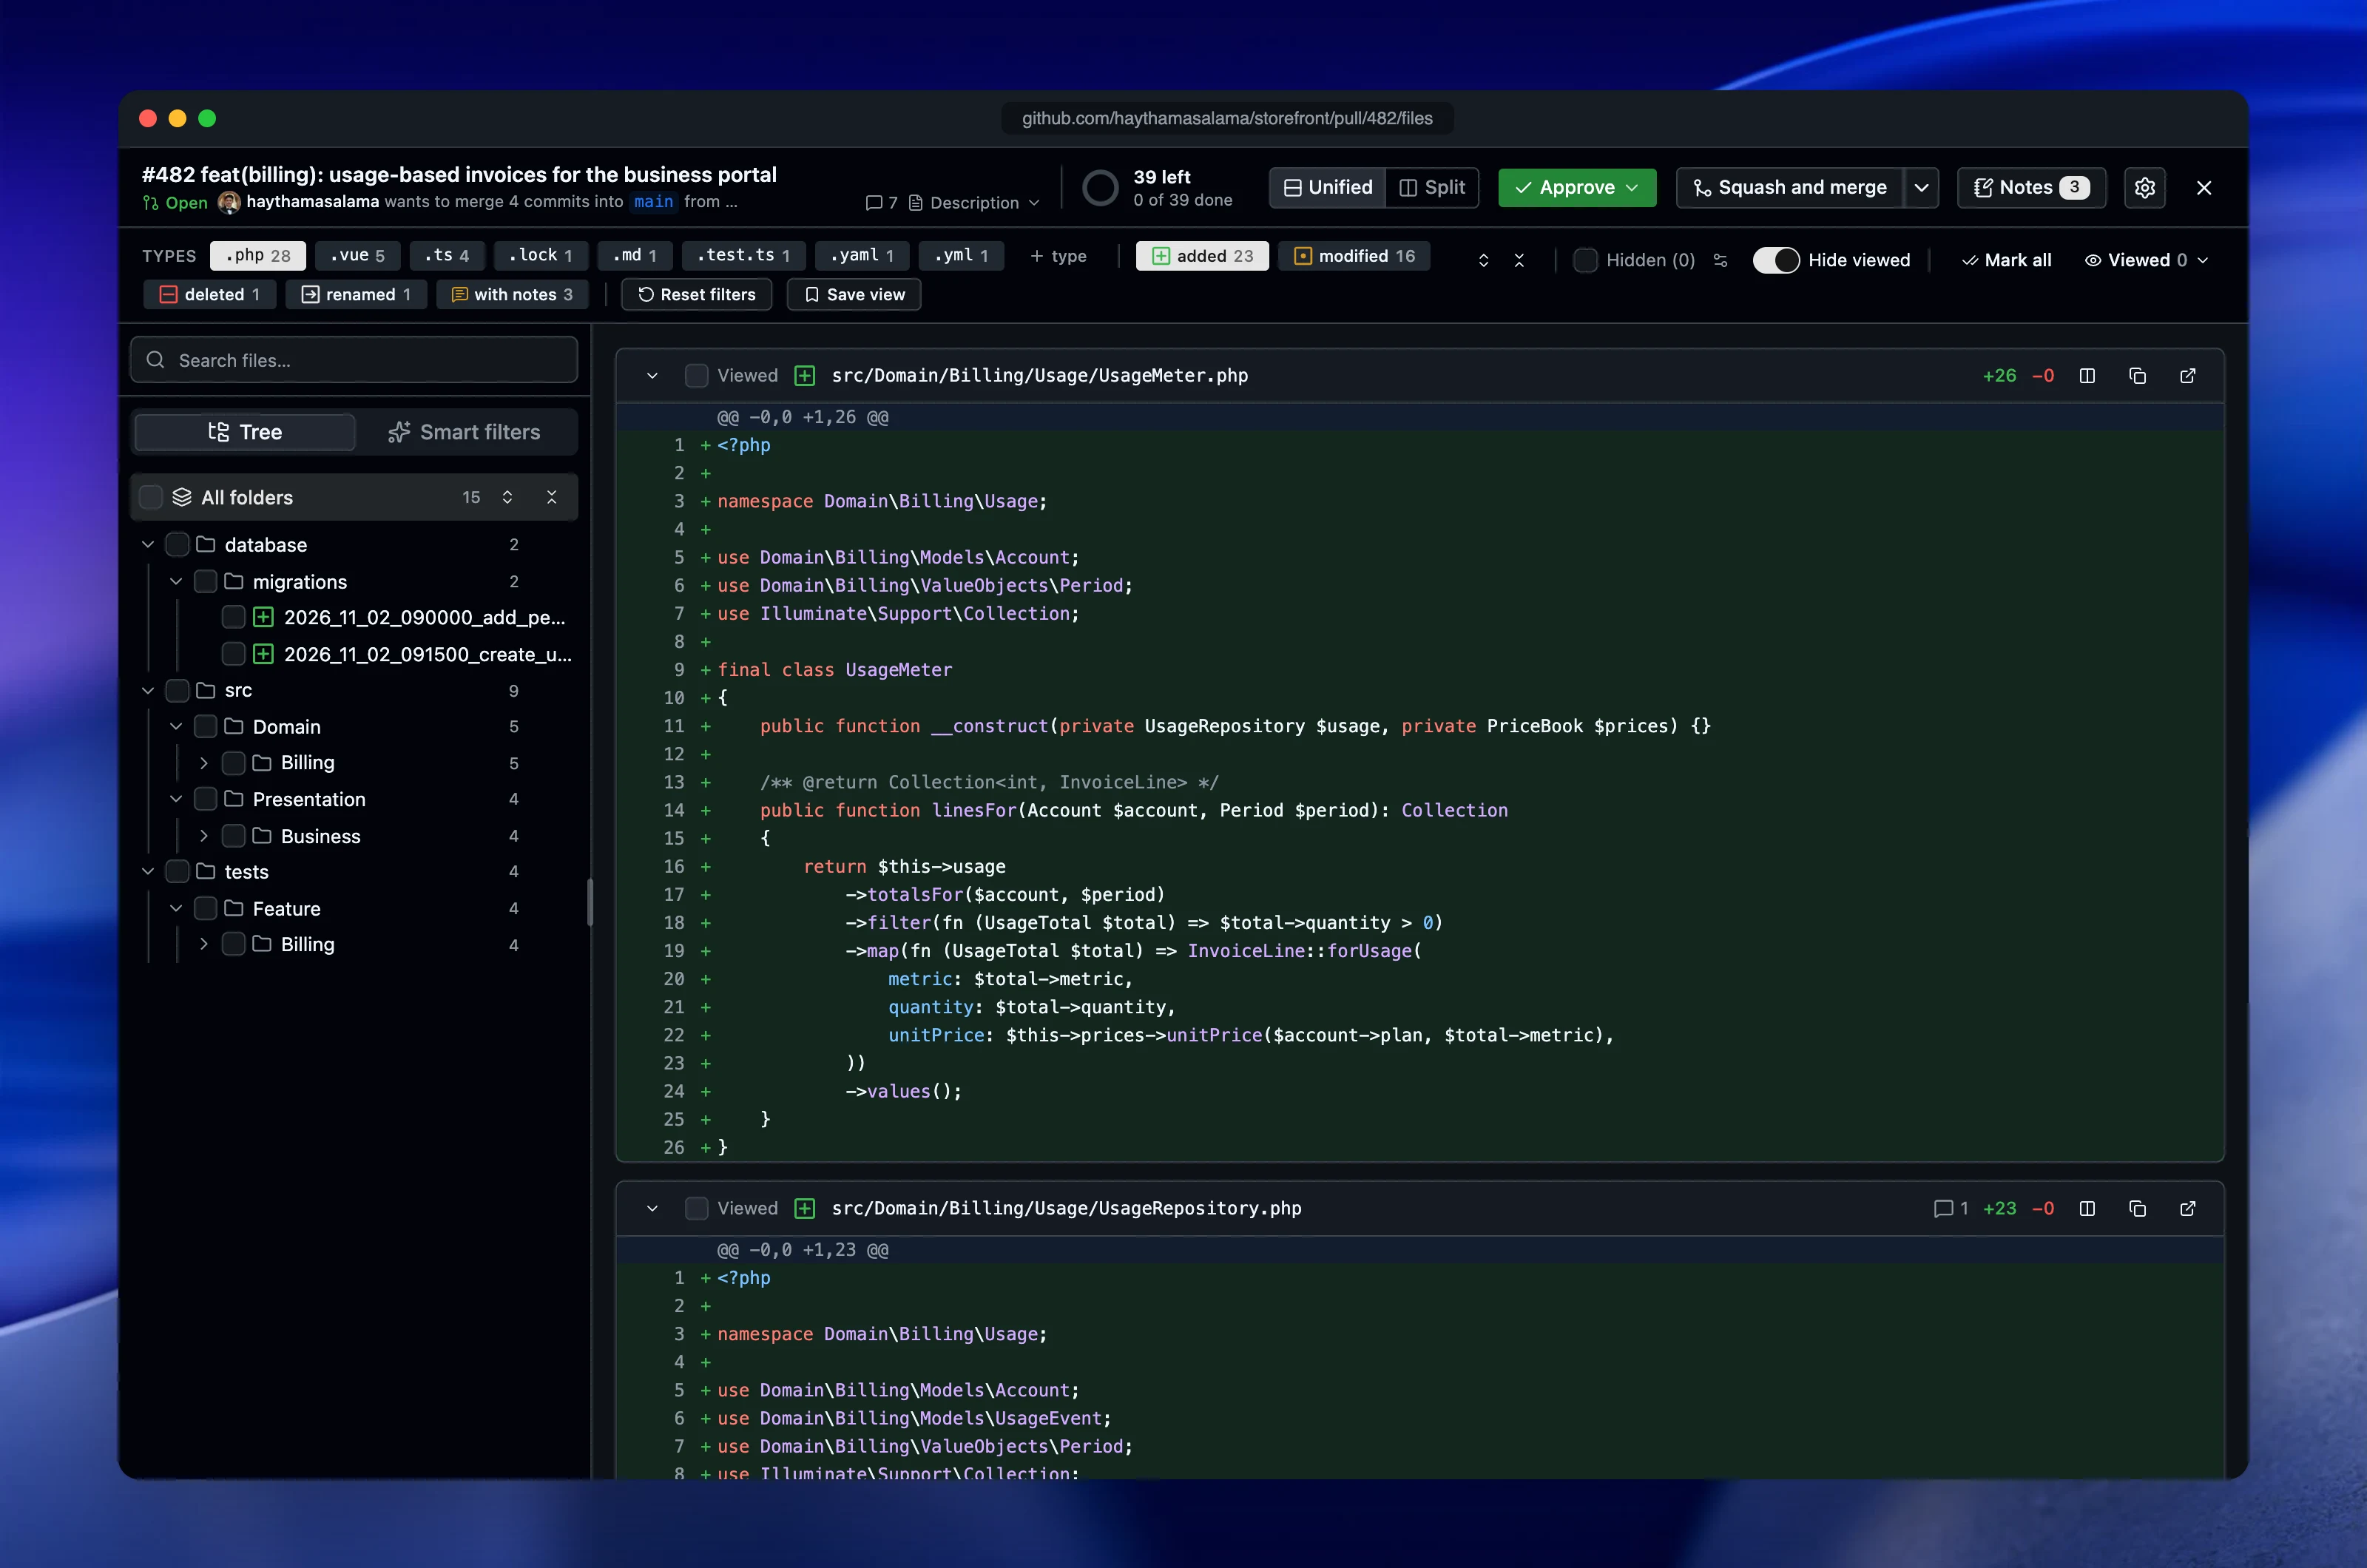 github.com/haythamasalama/storefront/pull/482/files
#482 feat(billing): usage-based invoices for the business portal
Open haythamasalama wants to merge 4 commits into main from ...
7 Description
39 left
0 of 39 done
Unified Split
Approve
Squash and merge
Notes 3
TYPES .php 28 .vue 5 .ts 4 .lock 1 .md 1 .test.ts 1 .yaml 1 .yml 1 + type added 23 modified 16
Hidden (0) Hide viewed Mark all Viewed 0
deleted 1 renamed 1 with notes 3 Reset filters Save view
Search files...
Tree Smart filters
All folders 15
database 2
migrations 2
2026_11_02_090000_add_pe...
2026_11_02_091500_create_u...
src 9
Domain 5
Billing 5
Presentation 4
Business 4
tests 4
Feature 4
Billing 4
Viewed src/Domain/Billing/Usage/UsageMeter.php +26 −0
@@ −0,0 +1,26 @@
1 +<?php
2 +
3 +namespace Domain\Billing\Usage;
4 +
5 +use Domain\Billing\Models\Account;
6 +use Domain\Billing\ValueObjects\Period;
7 +use Illuminate\Support\Collection;
8 +
9 +final class UsageMeter
10 +{
11 +    public function __construct(private UsageRepository $usage, private PriceBook $prices) {}
12 +
13 +    /** @return Collection<int, InvoiceLine> */
14 +    public function linesFor(Account $account, Period $period): Collection
15 +    {
16 +        return $this->usage
17 +            ->totalsFor($account, $period)
18 +            ->filter(fn (UsageTotal $total) => $total->quantity > 0)
19 +            ->map(fn (UsageTotal $total) => InvoiceLine::forUsage(
20 +                metric: $total->metric,
21 +                quantity: $total->quantity,
22 +                unitPrice: $this->prices->unitPrice($account->plan, $total->metric),
23 +            ))
24 +            ->values();
25 +    }
26 +}
Viewed src/Domain/Billing/Usage/UsageRepository.php 1 +23 −0
@@ −0,0 +1,23 @@
1 +<?php
2 +
3 +namespace Domain\Billing\Usage;
4 +
5 +use Domain\Billing\Models\Account;
6 +use Domain\Billing\Models\UsageEvent;
7 +use Domain\Billing\ValueObjects\Period;
8 +use Illuminate\Support\Collection;